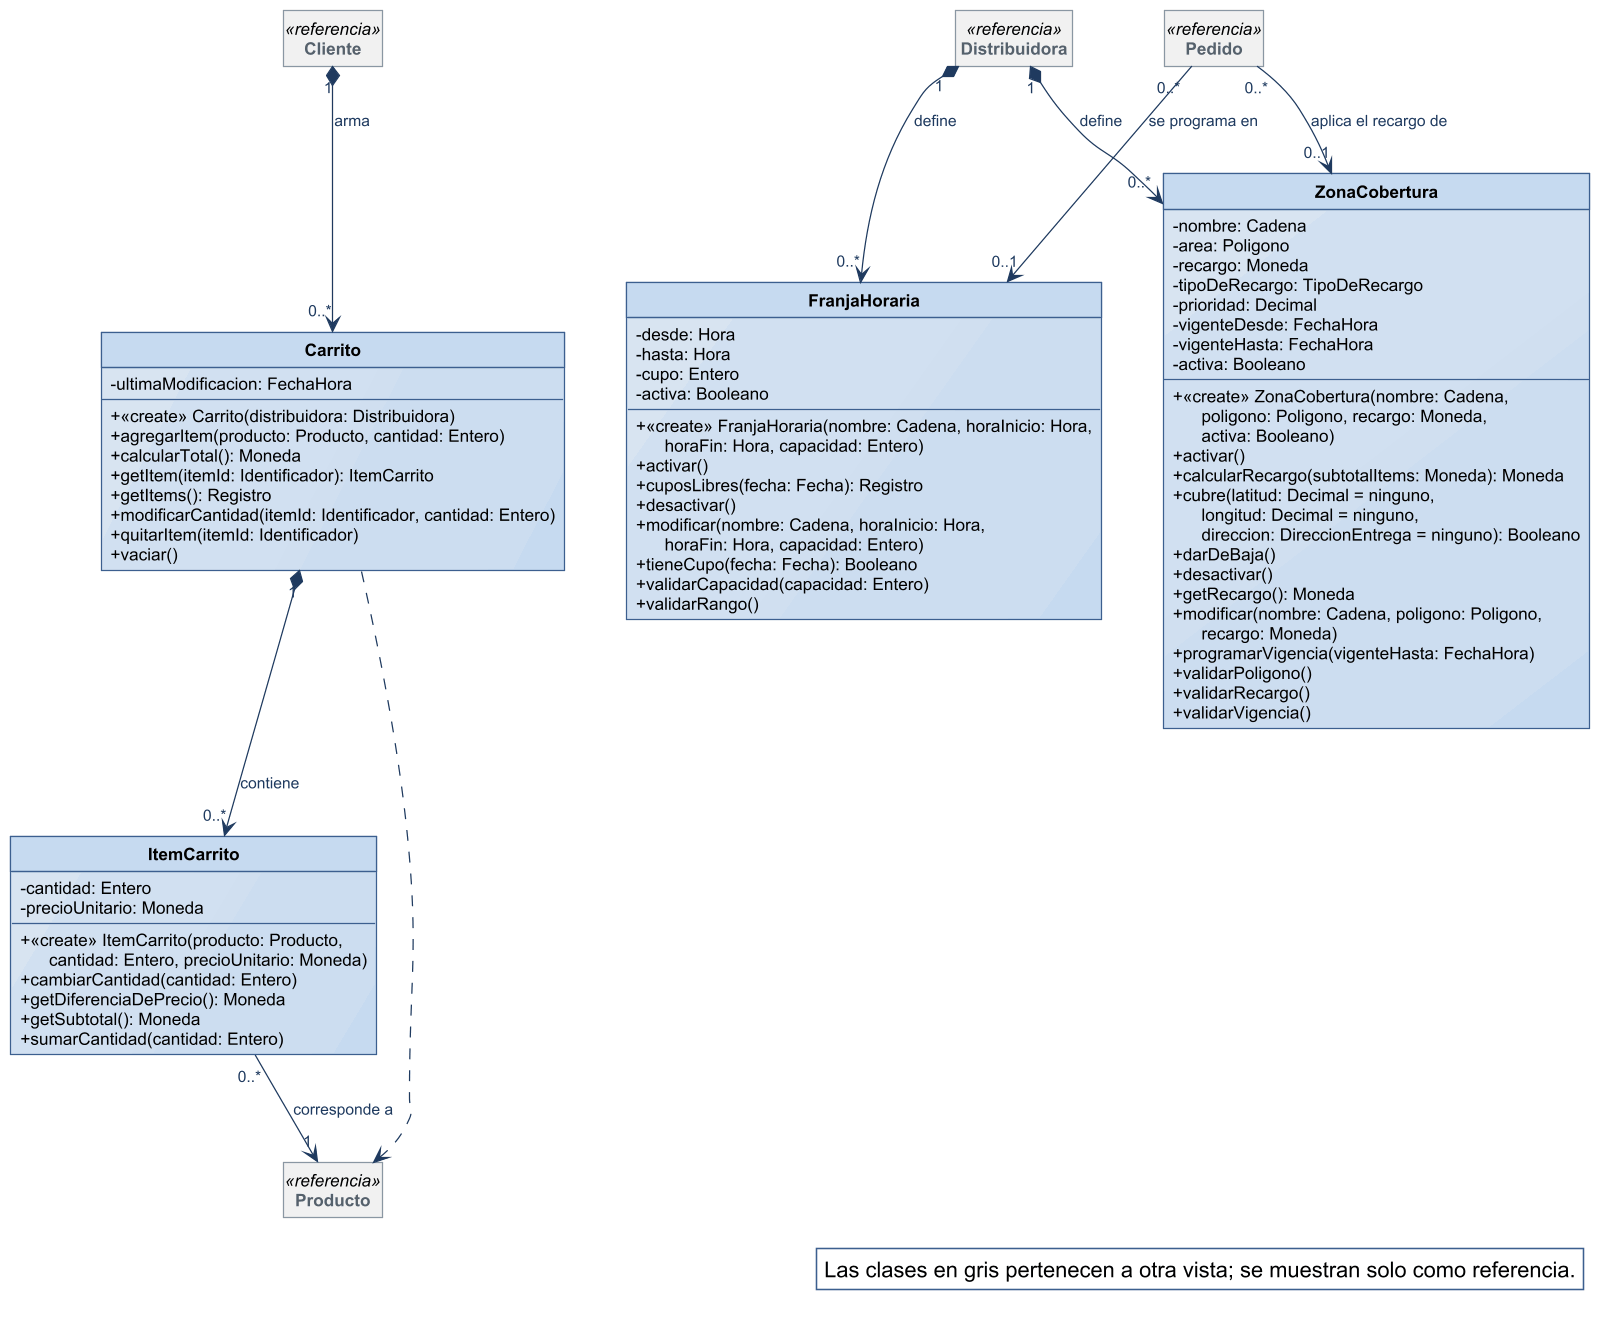 «referencia»
Cliente
«referencia»
Distribuidora
«referencia»
Pedido
1
1
1
0..*
0..*
arma
define
define
se programa en
aplica el recargo de
0..*
0..1
0..*
0..*
0..1
ZonaCobertura
-nombre: Cadena
-area: Poligono
-recargo: Moneda
-tipoDeRecargo: TipoDeRecargo
-prioridad: Decimal
-vigenteDesde: FechaHora
-vigenteHasta: FechaHora
-activa: Booleano
+«create» ZonaCobertura(nombre: Cadena,
poligono: Poligono, recargo: Moneda,
activa: Booleano)
+activar()
+calcularRecargo(subtotalItems: Moneda): Moneda
+cubre(latitud: Decimal = ninguno,
longitud: Decimal = ninguno,
direccion: DireccionEntrega = ninguno): Booleano
+darDeBaja()
+desactivar()
+getRecargo(): Moneda
+modificar(nombre: Cadena, poligono: Poligono,
recargo: Moneda)
+programarVigencia(vigenteHasta: FechaHora)
+validarPoligono()
+validarRecargo()
+validarVigencia()
FranjaHoraria
-desde: Hora
-hasta: Hora
-cupo: Entero
-activa: Booleano
+«create» FranjaHoraria(nombre: Cadena, horaInicio: Hora,
horaFin: Hora, capacidad: Entero)
+activar()
+cuposLibres(fecha: Fecha): Registro
+desactivar()
+modificar(nombre: Cadena, horaInicio: Hora,
horaFin: Hora, capacidad: Entero)
+tieneCupo(fecha: Fecha): Booleano
+validarCapacidad(capacidad: Entero)
+validarRango()
Carrito
-ultimaModificacion: FechaHora
+«create» Carrito(distribuidora: Distribuidora)
+agregarItem(producto: Producto, cantidad: Entero)
+calcularTotal(): Moneda
+getItem(itemId: Identificador): ItemCarrito
+getItems(): Registro
+modificarCantidad(itemId: Identificador, cantidad: Entero)
+quitarItem(itemId: Identificador)
+vaciar()
1
contiene
0..*
ItemCarrito
-cantidad: Entero
-precioUnitario: Moneda
+«create» ItemCarrito(producto: Producto,
cantidad: Entero, precioUnitario: Moneda)
+cambiarCantidad(cantidad: Entero)
+getDiferenciaDePrecio(): Moneda
+getSubtotal(): Moneda
+sumarCantidad(cantidad: Entero)
0..*
corresponde a
1
«referencia»
Producto
Las clases en gris pertenecen a otra vista; se muestran solo como referencia.